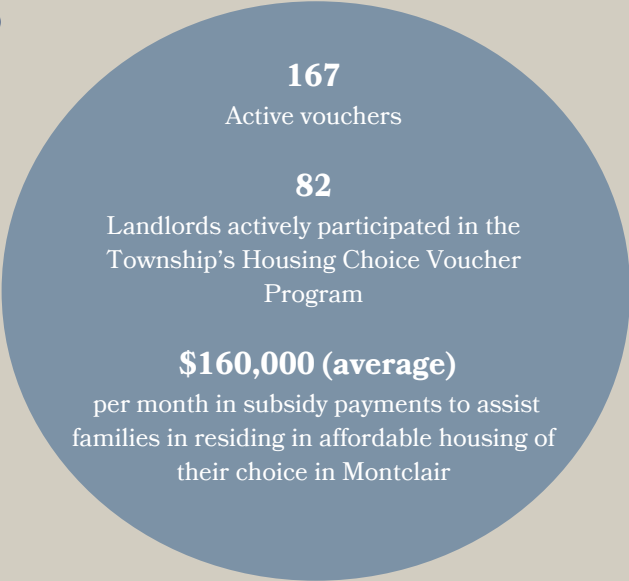 167
Active vouchers
82
Landlords actively participated in the
Township's Housing Choice Voucher
Program
$160,000 (average)
per month in subsidy payments to assist
families in residing in affordable housing of
their choice in Montclair